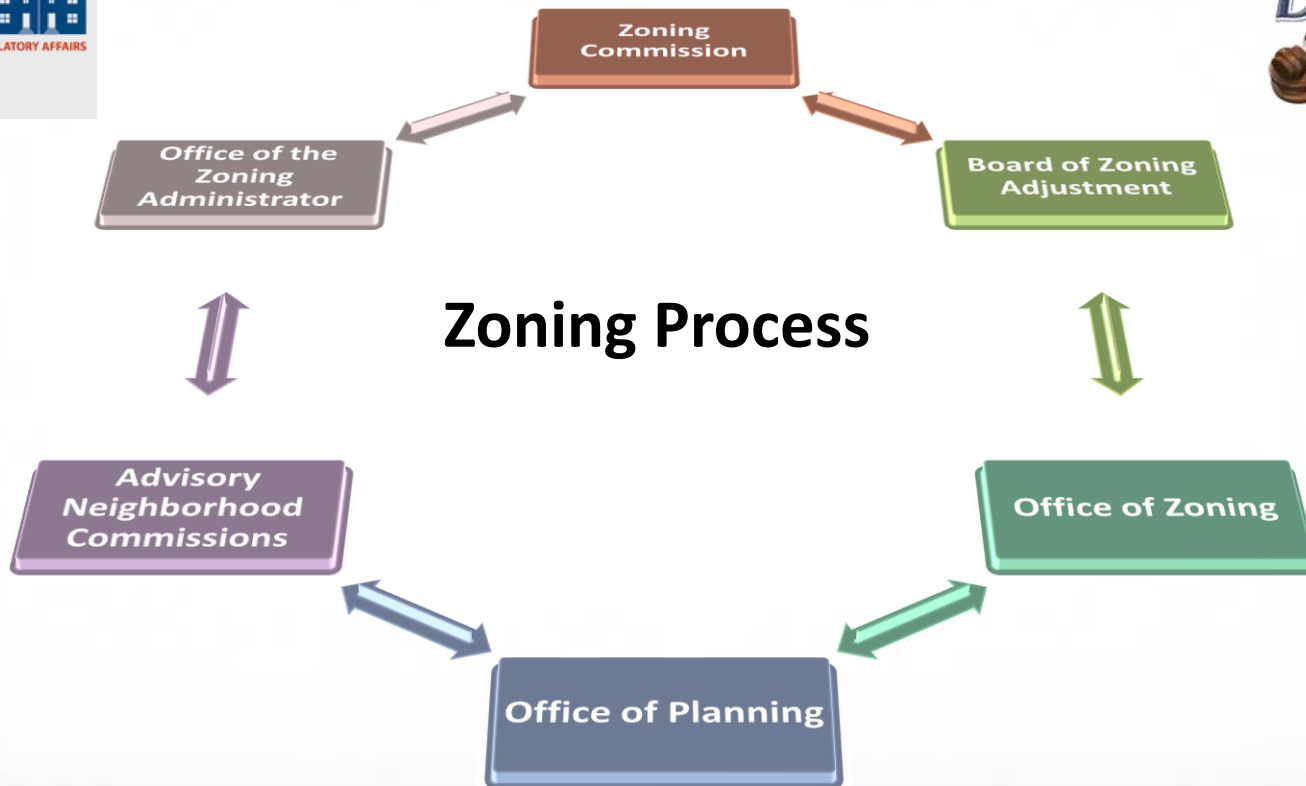 LATORY AFFAIRS
Zoning
Commission
Office of the
Zoning
Administrator
Board of Zoning
Adjustment
Zoning Process
Advisory
Neighborhood
Commissions
Office of Zoning
Office of Planning